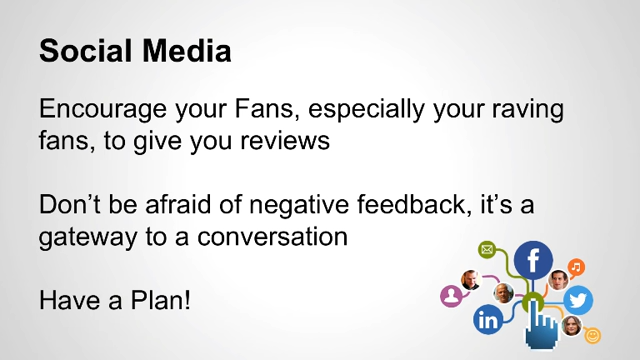 Social Media
Encourage your Fans, especially your raving
fans, to give you reviews
Don’t be afraid of negative feedback, it’s a
gateway to a conversation
Have a Plan!
f
in